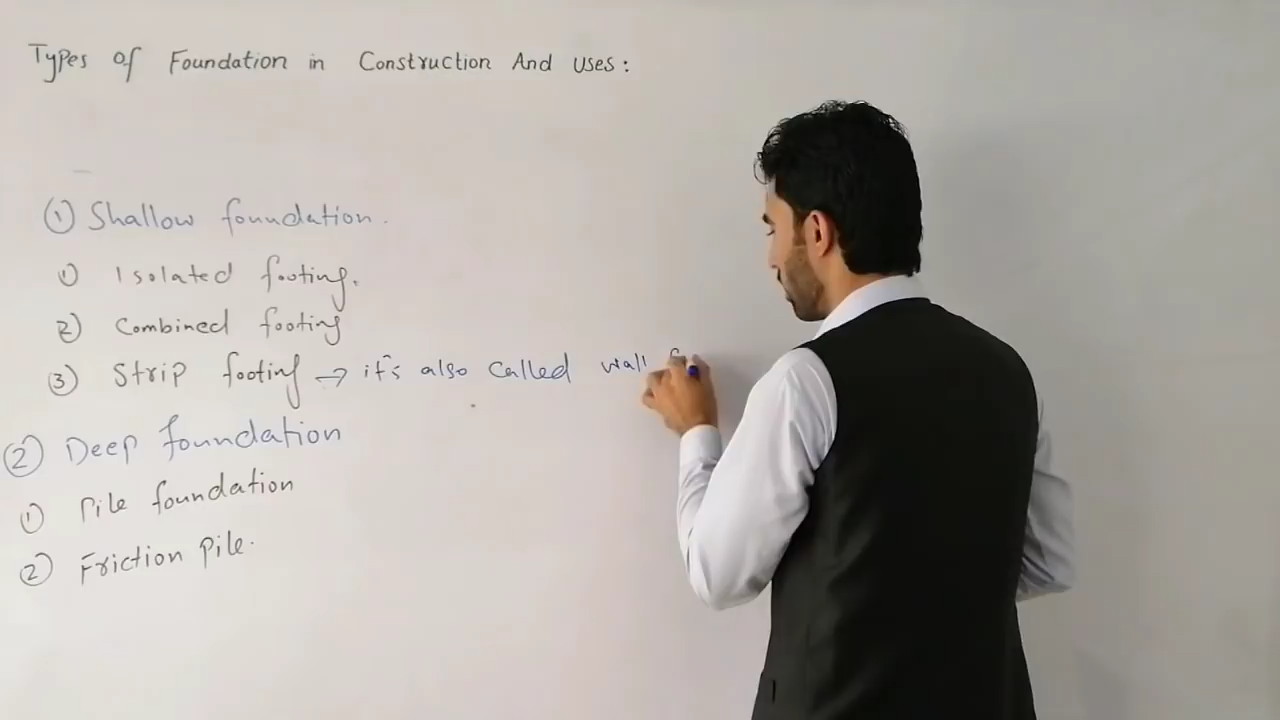 Types of Foundation in Construction And uses:
① Shallow foundation.
① Isolated footing.
2) Combined footing
③ Strip footing → it's also called wall f
② Deep foundation
① Pile foundation
② Friction pile.